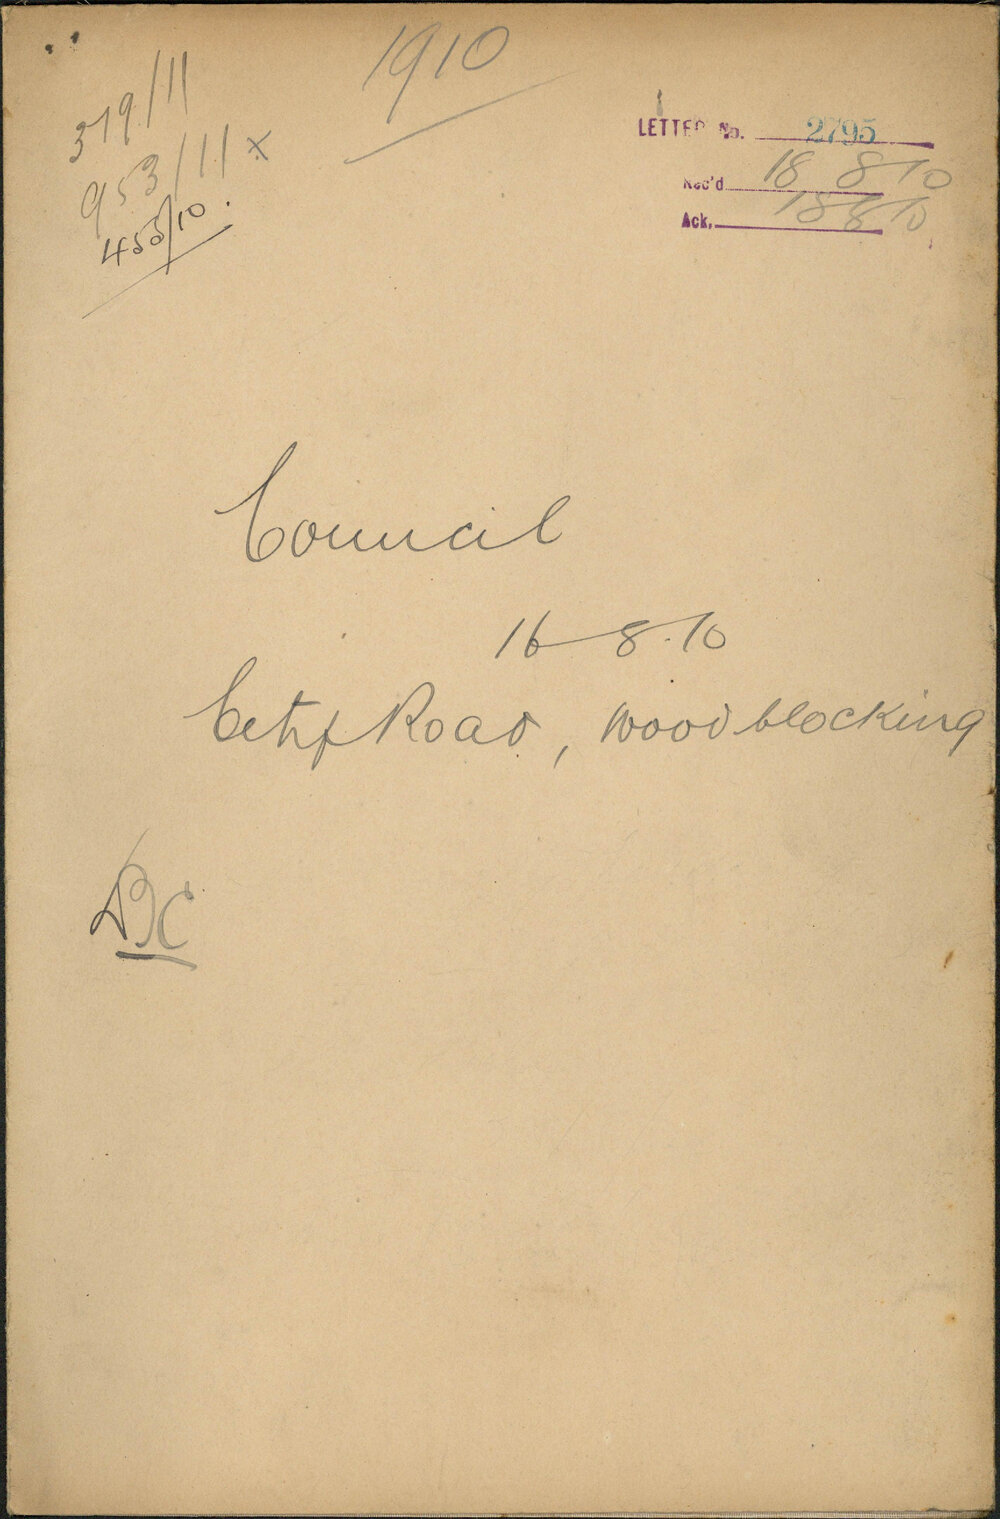 1910
379/11
953/11 x
455/10.
LETTER No. 2795
Rec'd 18 8 10
Ack. 18 8 10
Council
16 8.10
City Road, Woodblocking